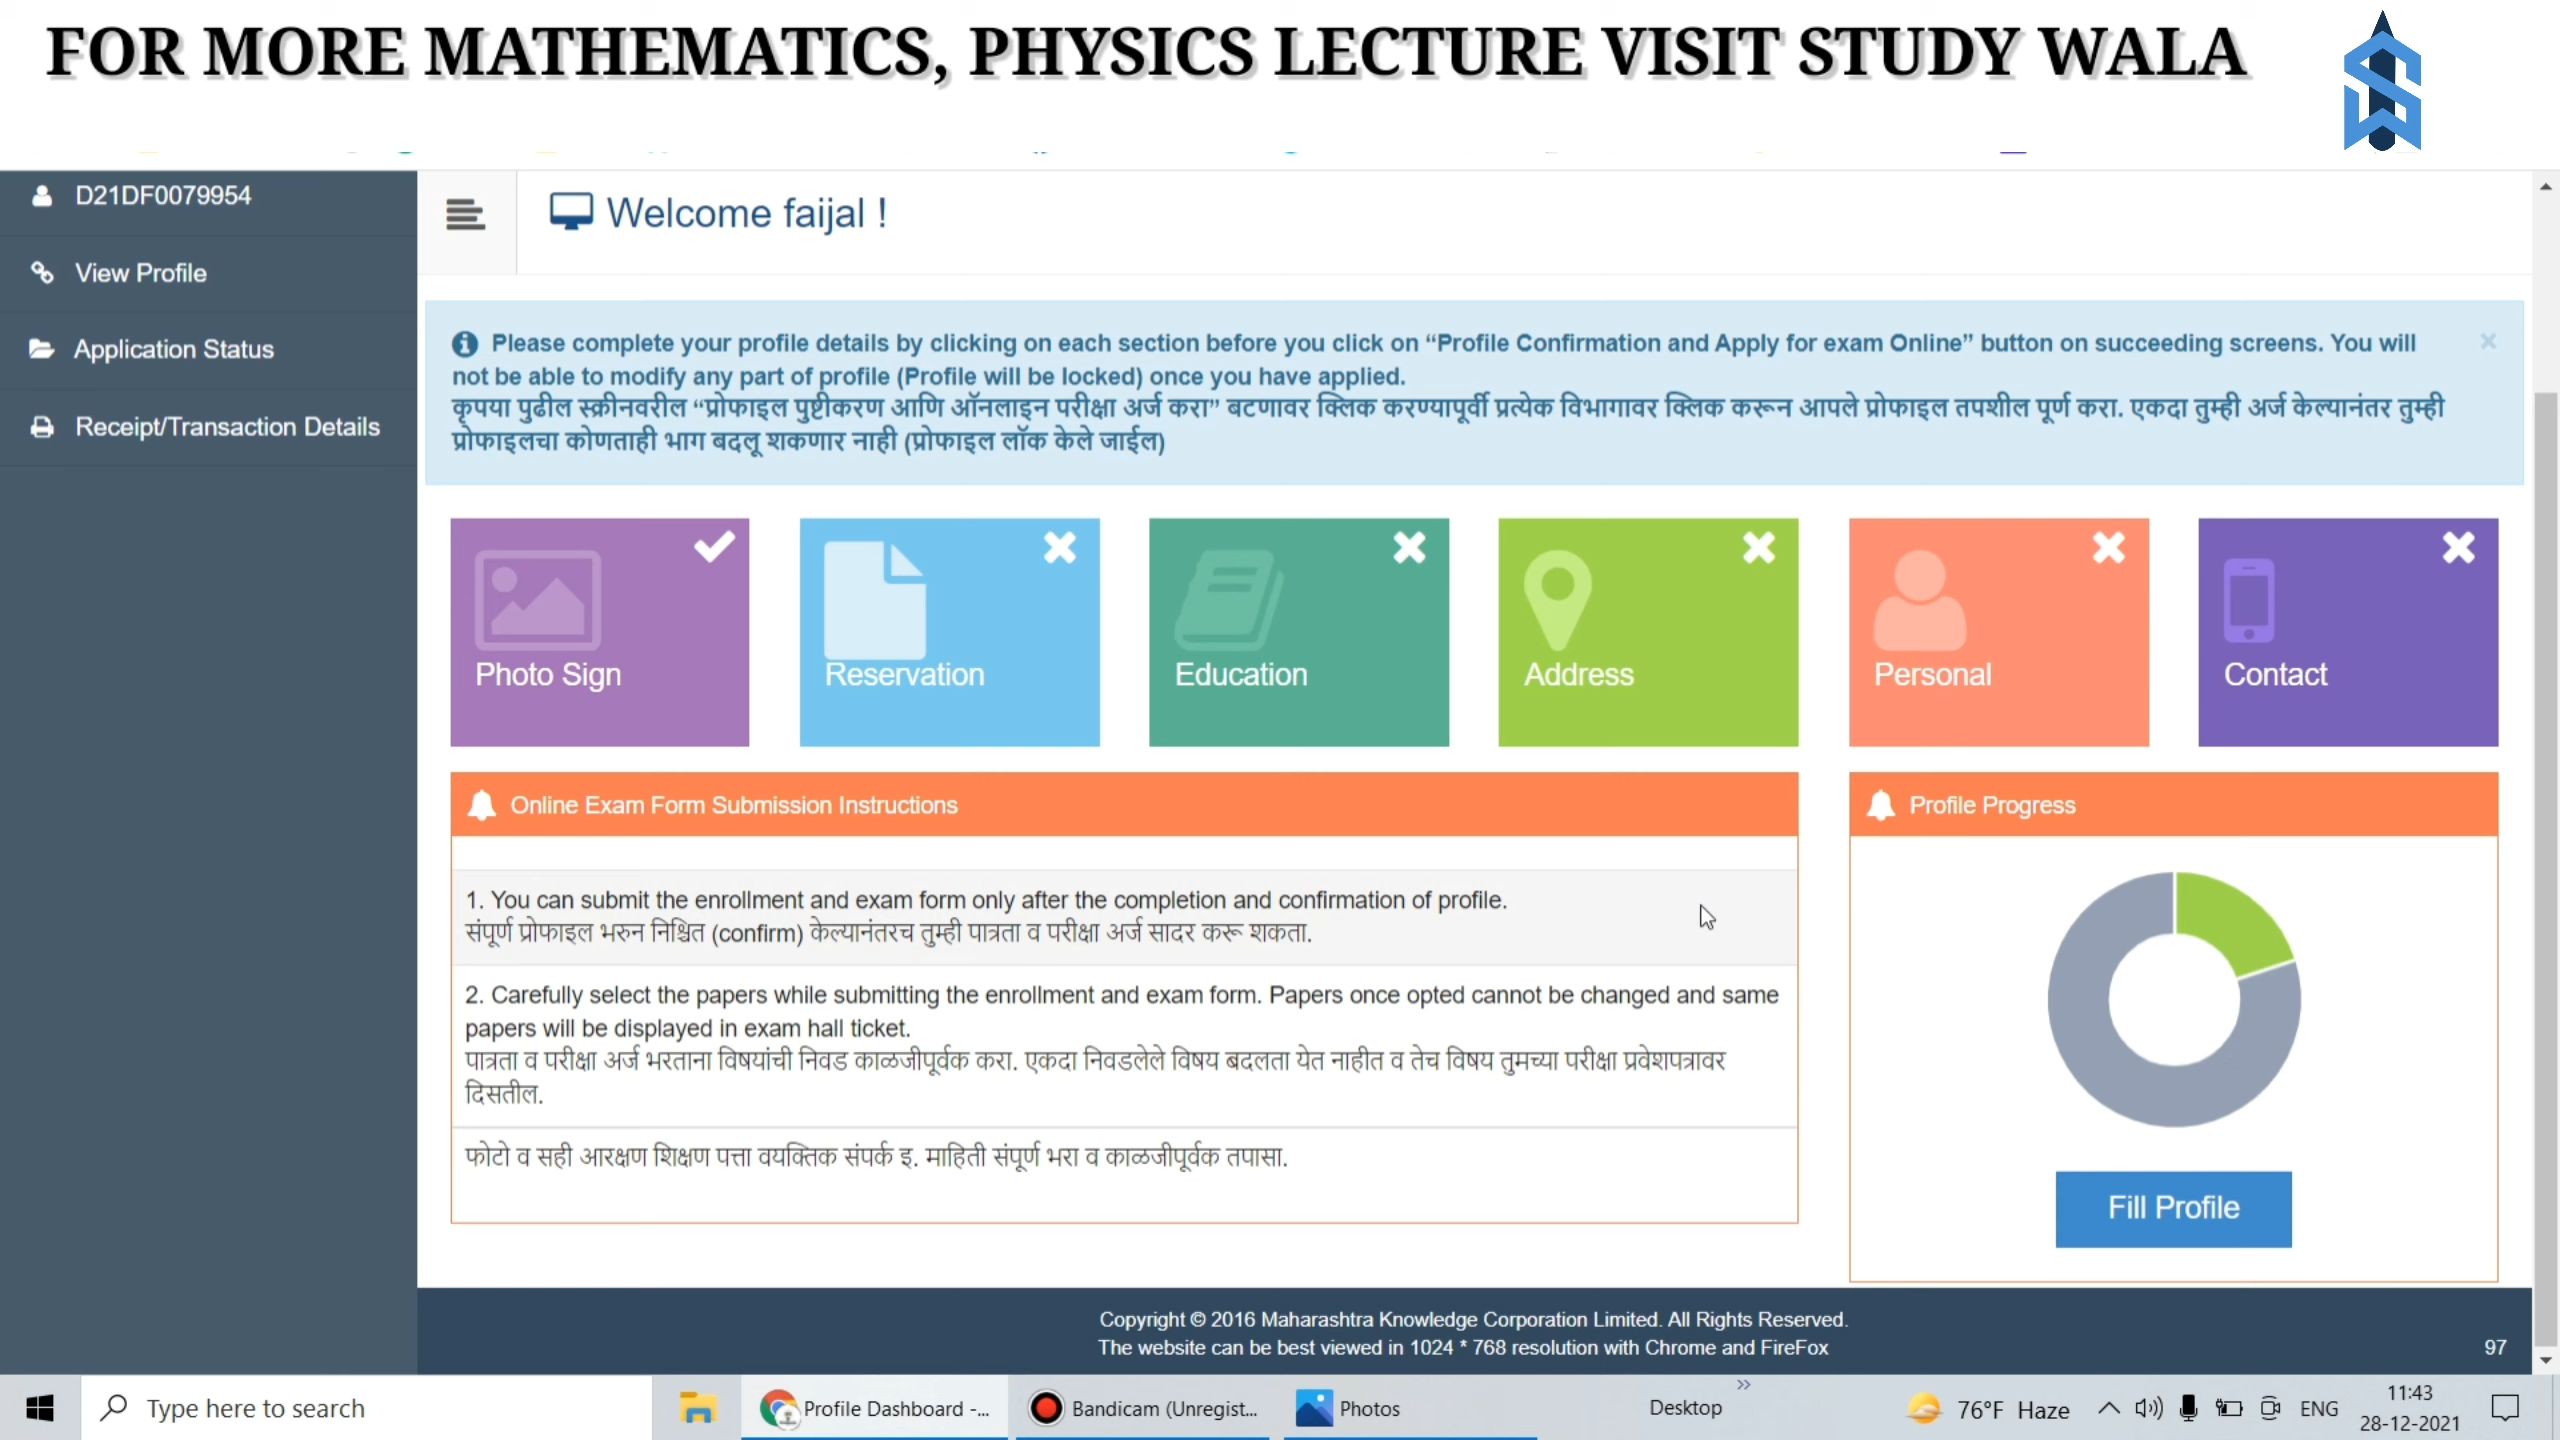 FOR MORE MATHEMATICS, PHYSICS LECTURE VISIT STUDY WALA
D21DF0079954
View Profile
Application Status
Receipt/Transaction Details
Welcome faijal !
Please complete your profile details by clicking on each section before you click on “Profile Confirmation and Apply for exam Online” button on succeeding screens. You will
not be able to modify any part of profile (Profile will be locked) once you have applied.
कृपया पुढील स्क्रीनवरील “प्रोफाइल पुष्टीकरण आणि ऑनलाइन परीक्षा अर्ज करा” बटणावर क्लिक करण्यापूर्वी प्रत्येक विभागावर क्लिक करून आपले प्रोफाइल तपशील पूर्ण करा. एकदा तुम्ही अर्ज केल्यानंतर तुम्ही
प्रोफाइलचा कोणताही भाग बदलू शकणार नाही (प्रोफाइल लॉक केले जाईल)
Photo Sign
Reservation
Education
Address
Personal
Contact
Online Exam Form Submission Instructions
1. You can submit the enrollment and exam form only after the completion and confirmation of profile.
संपूर्ण प्रोफाइल भरुन निश्चित (confirm) केल्यानंतरच तुम्ही पात्रता व परीक्षा अर्ज सादर करू शकता.
2. Carefully select the papers while submitting the enrollment and exam form. Papers once opted cannot be changed and same
papers will be displayed in exam hall ticket.
पात्रता व परीक्षा अर्ज भरताना विषयांची निवड काळजीपूर्वक करा. एकदा निवडलेले विषय बदलता येत नाहीत व तेच विषय तुमच्या परीक्षा प्रवेशपत्रावर
दिसतील.
फोटो व सही आरक्षण शिक्षण पत्ता वयक्तिक संपर्क इ. माहिती संपूर्ण भरा व काळजीपूर्वक तपासा.
Profile Progress
Fill Profile
Copyright © 2016 Maharashtra Knowledge Corporation Limited. All Rights Reserved.
The website can be best viewed in 1024 * 768 resolution with Chrome and FireFox
97
Type here to search
Profile Dashboard -...
Bandicam (Unregist...
Photos
Desktop
76°F Haze
ENG
11:43
28-12-2021